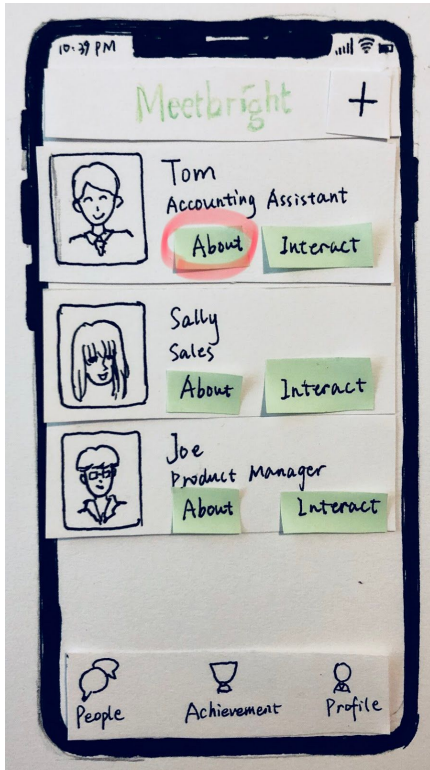 10:39 PM
Meetbright
+
Tom
Accounting Assistant
About Interact
Sally
Sales
About Interact
Joe
Product Manager
About Interact
People Achievement Profile